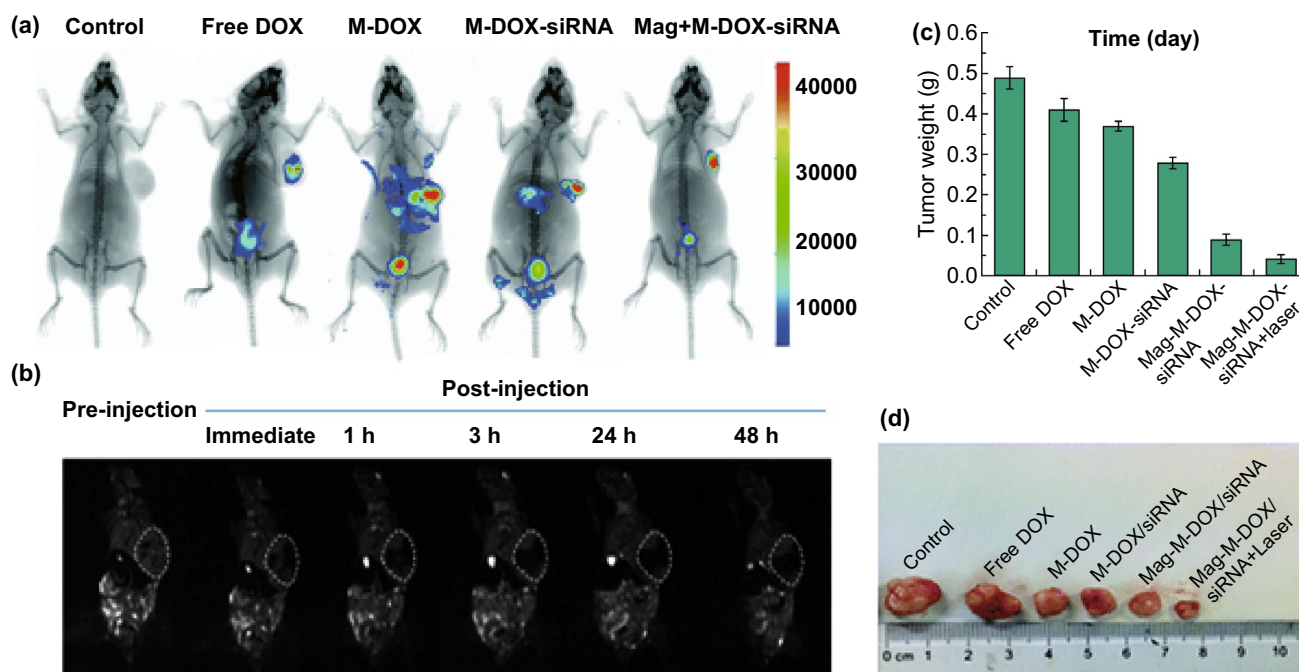 (a)
Control Free DOX M-DOX M-DOX-siRNA Mag+M-DOX-siRNA
40000
30000
20000
10000
(b)
Post-injection
Pre-injection
Immediate 1 h 3 h 24 h 48 h
(c)
Time (day)
Tumor weight (g)
0.6
0.5
0.4
0.3
0.2
0.1
0.0
Control
Free DOX
M-DOX
M-DOX-siRNA
Mag-M-DOX-
siRNA
Mag-M-DOX-
siRNA+laser
(d)
Control
Free DOX
M-DOX
M-DOX/siRNA
Mag-M-DOX/siRNA
Mag-M-DOX/
siRNA+Laser
0 cm 1 2 3 4 5 6 7 8 9 10